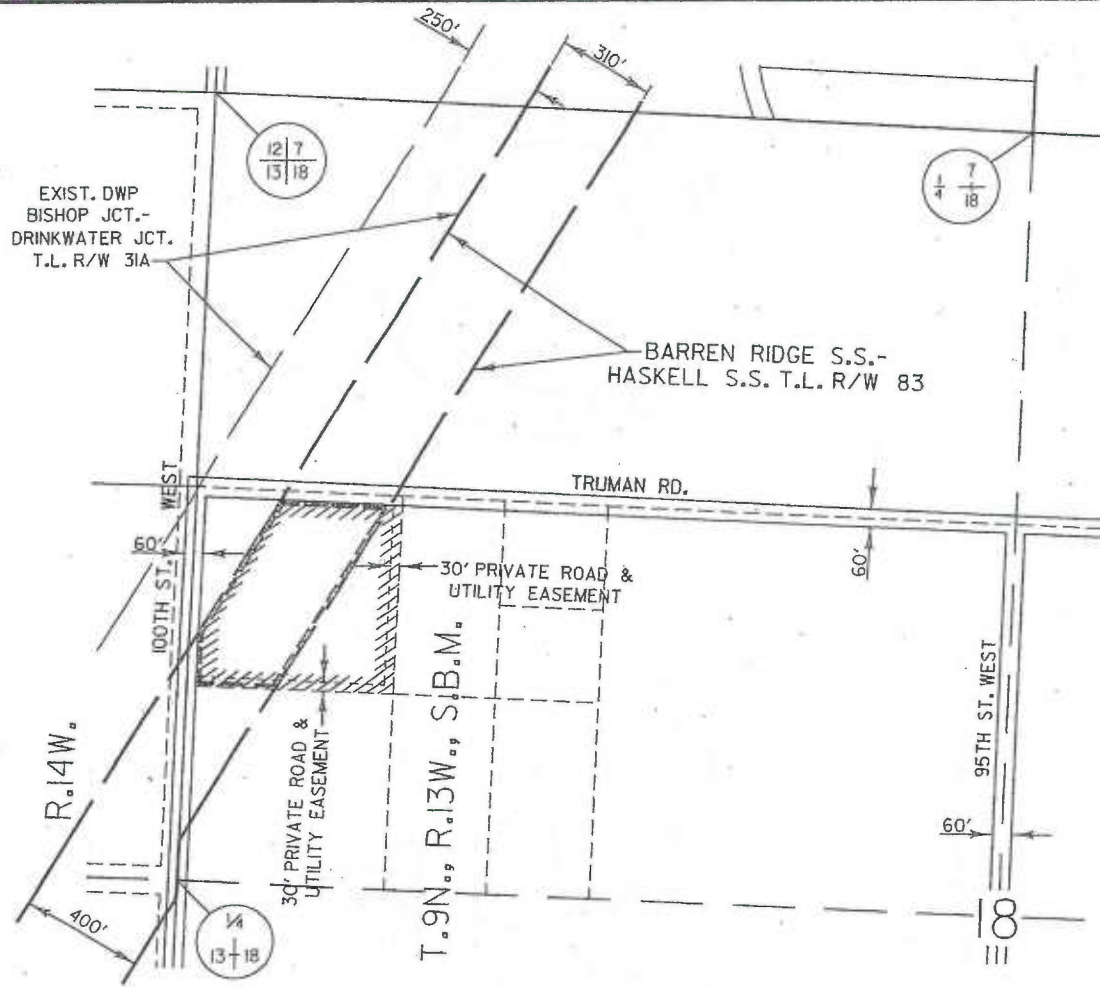 250'
310'
12 7
13 18
1/4 7
18
EXIST. DWP
BISHOP JCT.-
DRINKWATER JCT.
T.L. R/W 31A
BARREN RIDGE S.S.-
HASKELL S.S. T.L. R/W 83
TRUMAN RD.
100TH ST. WEST
60'
30' PRIVATE ROAD &
UTILITY EASEMENT
60'
R.14W.
30' PRIVATE ROAD &
UTILITY EASEMENT
T.9N., R.13W., S.B.M.
95TH ST. WEST
60'
400'
1/4
13 18
18